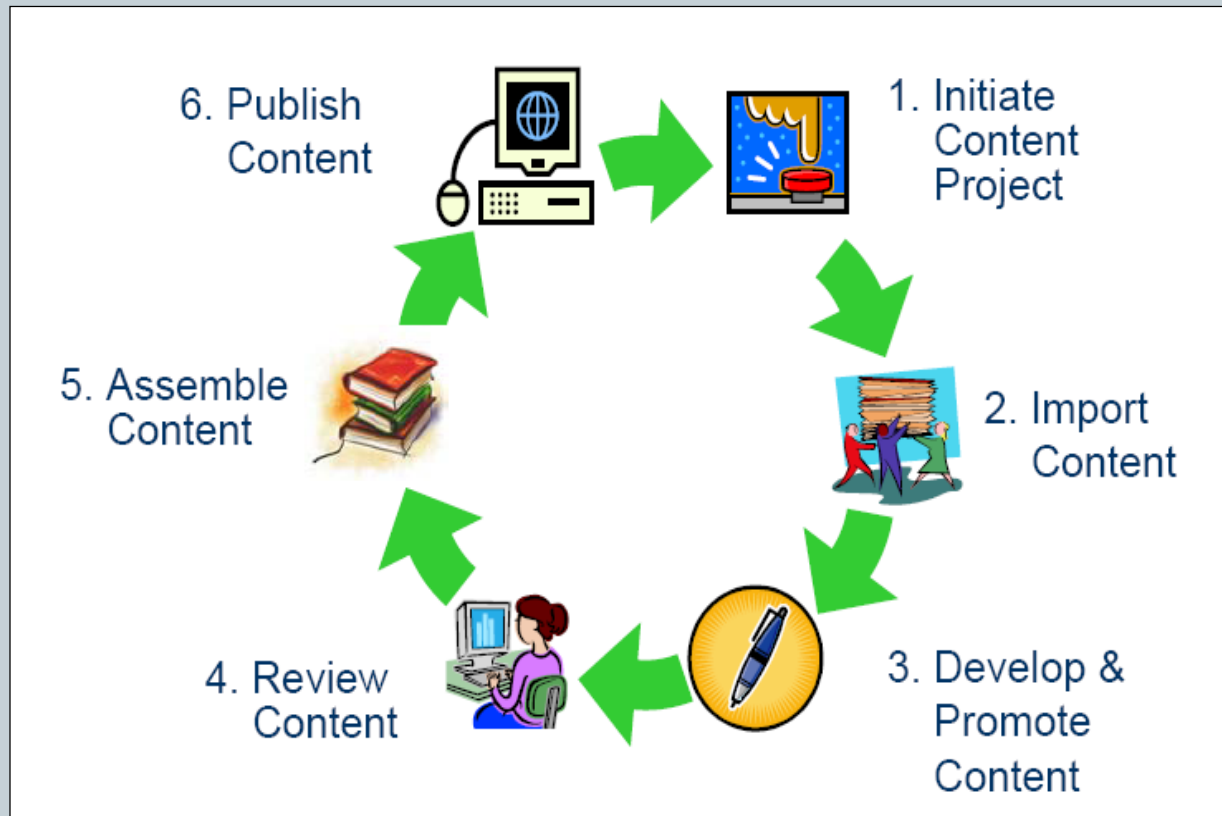 1. Initiate
Content
Project
2. Import
Content
3. Develop &
Promote
Content
4. Review
Content
5. Assemble
Content
6. Publish
Content